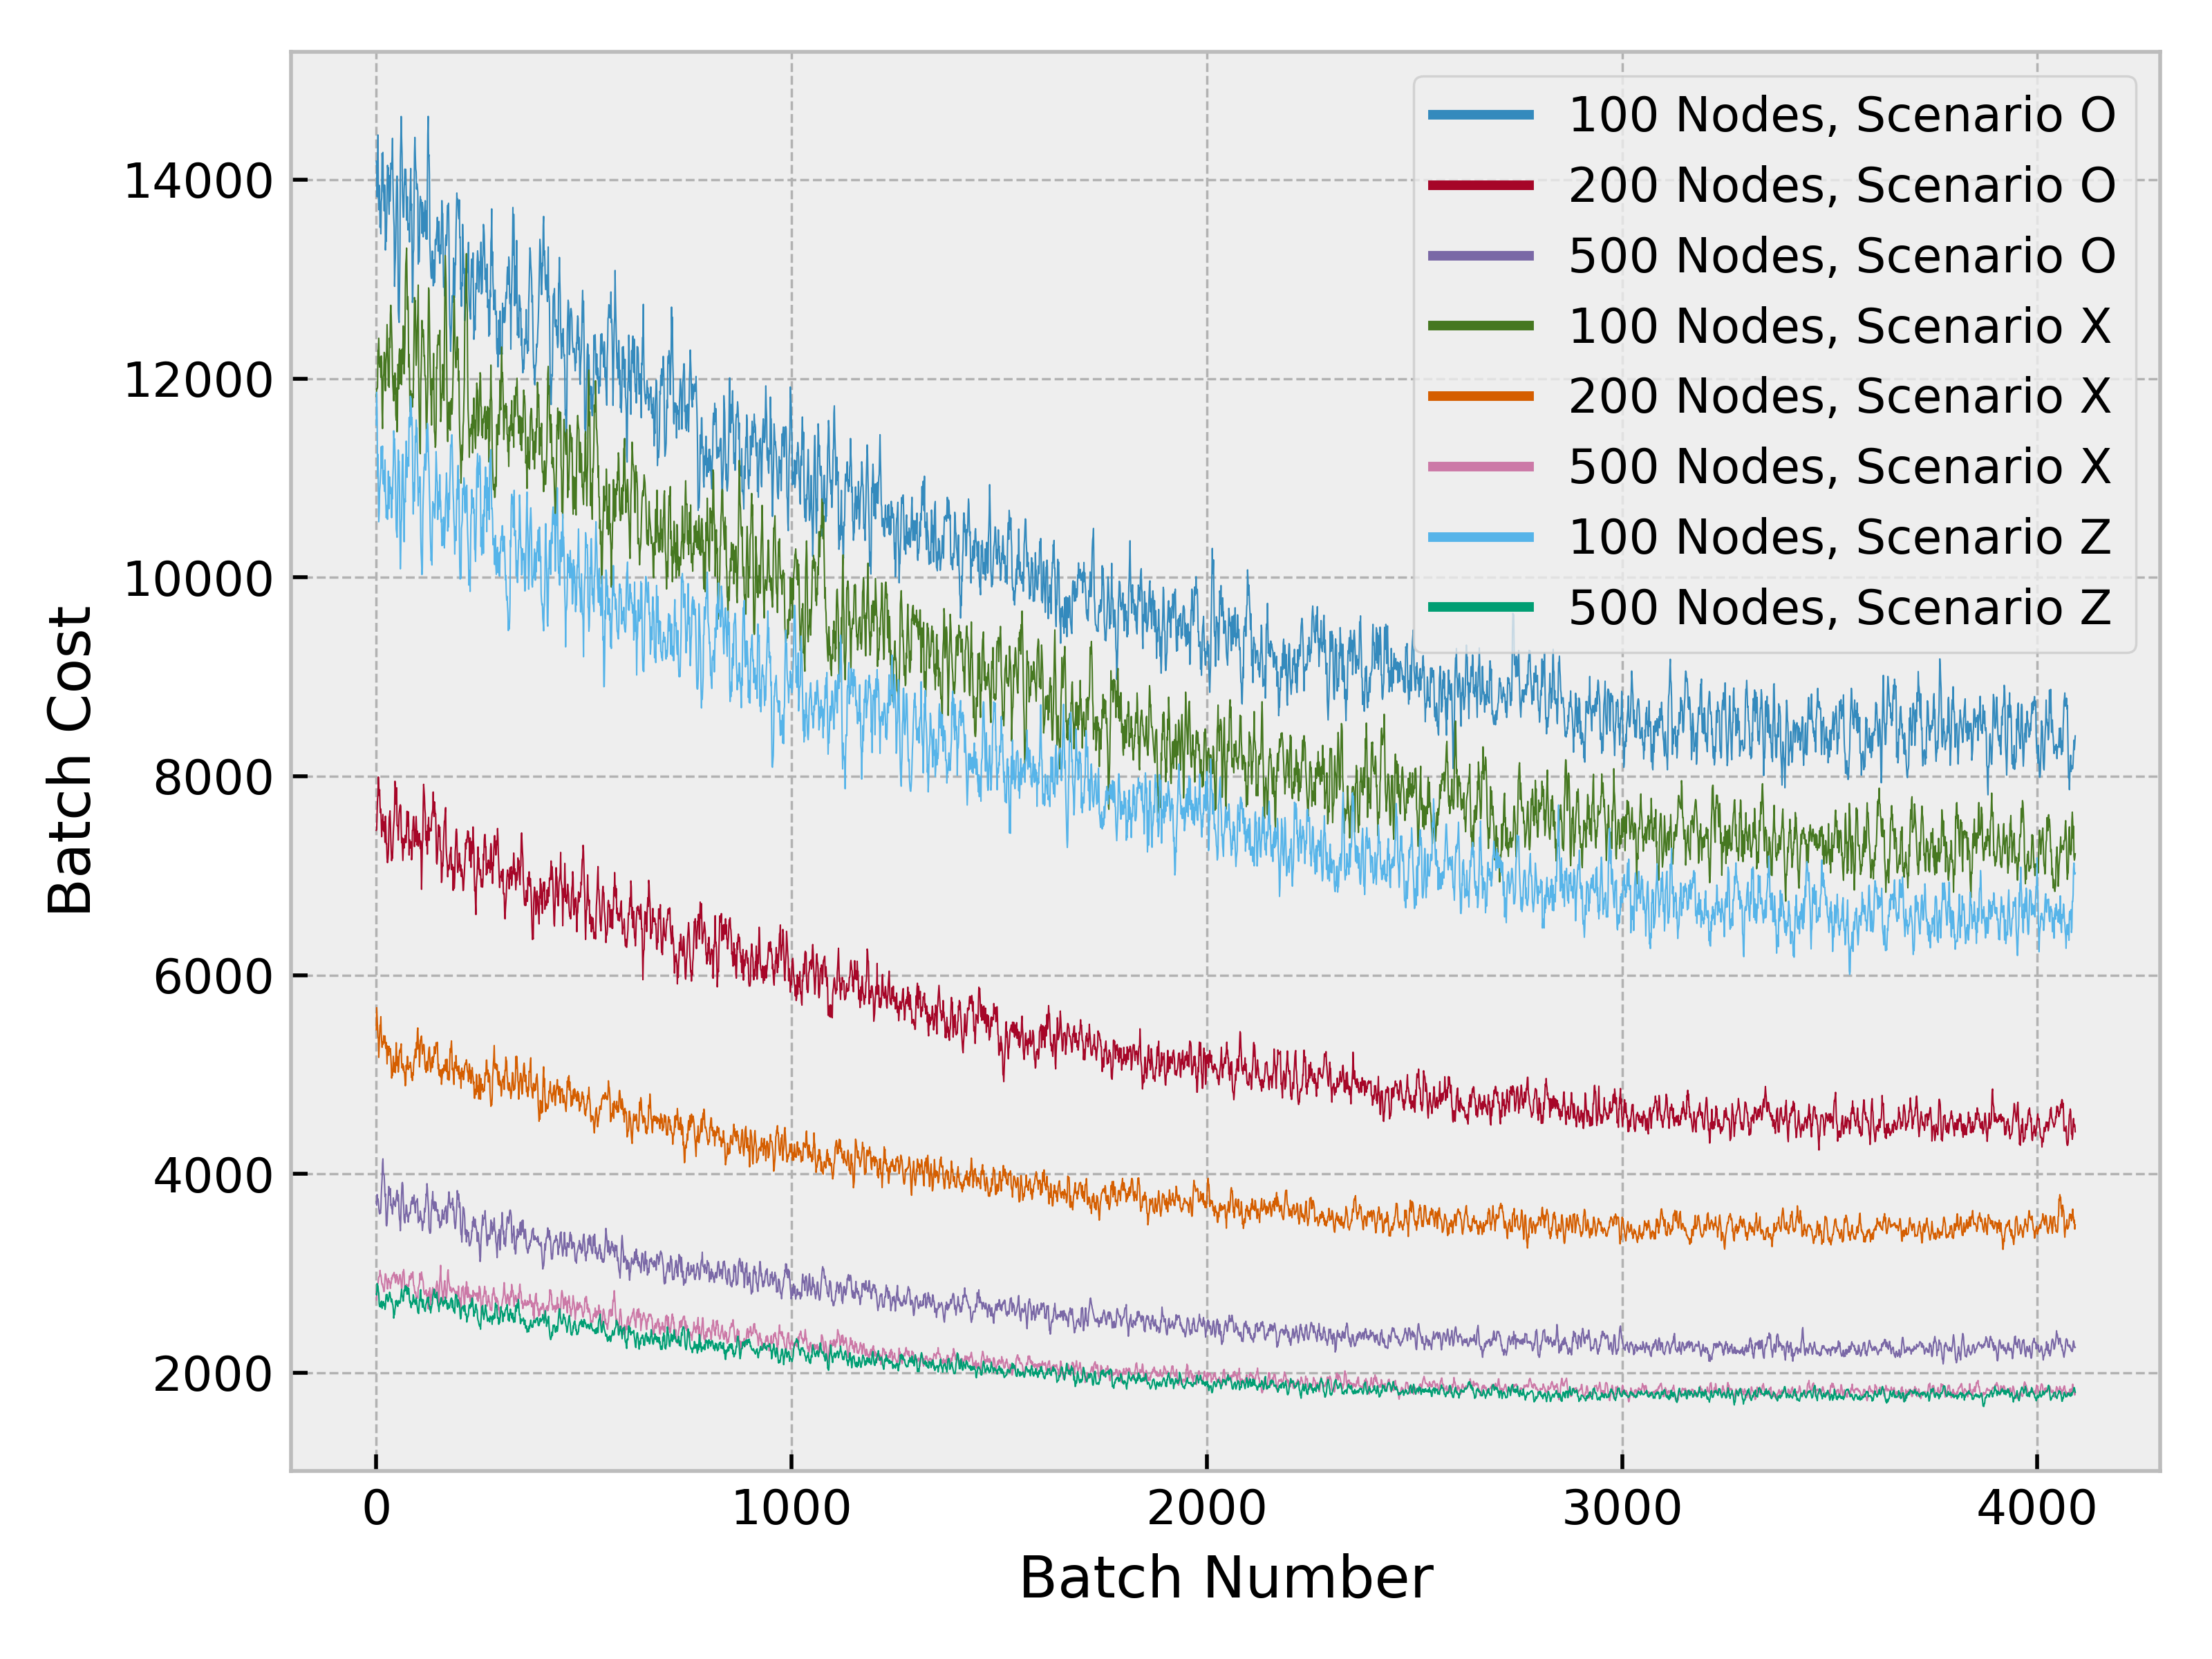 14000
12000
10000
8000
6000
4000
2000
Batch Cost
0 1000 2000 3000 4000
Batch Number
100 Nodes, Scenario O
200 Nodes, Scenario O
500 Nodes, Scenario O
100 Nodes, Scenario X
200 Nodes, Scenario X
500 Nodes, Scenario X
100 Nodes, Scenario Z
500 Nodes, Scenario Z